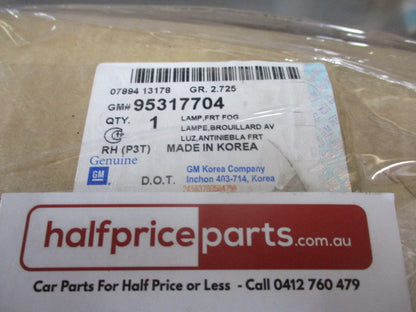 07894 13178 GR. 2.725
GM# 95317704
QTY. 1 LAMP,FRT FOG
LAMPE,BROUILLARD AV
LUZ,ANTINIEBLA FRT
RH (P3T) MADE IN KOREA
Genuine
GM
D.O.T.
GM Korea Company
Inchon 403-714, Korea
halfpriceparts.com.au
Car Parts For Half Price or Less - Call 0412 760 479